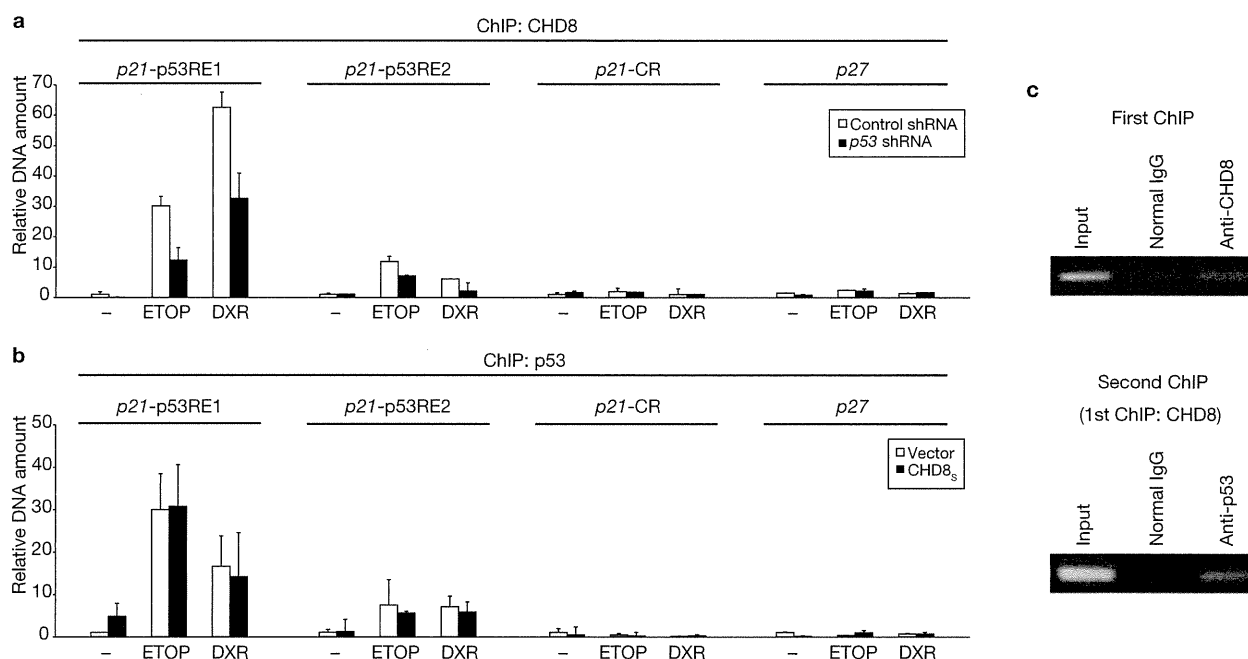 a
ChIP: CHD8
p21-p53RE1 p21-p53RE2 p21-CR p27
Relative DNA amount
70
60
50
40
30
20
10
0
Control shRNA
p53 shRNA
– ETOP DXR – ETOP DXR – ETOP DXR – ETOP DXR
b
ChIP: p53
p21-p53RE1 p21-p53RE2 p21-CR p27
Relative DNA amount
50
40
30
20
10
0
Vector
CHD8s
– ETOP DXR – ETOP DXR – ETOP DXR – ETOP DXR
c
First ChIP
Input Normal IgG Anti-CHD8
Second ChIP
(1st ChIP: CHD8)
Input Normal IgG Anti-p53